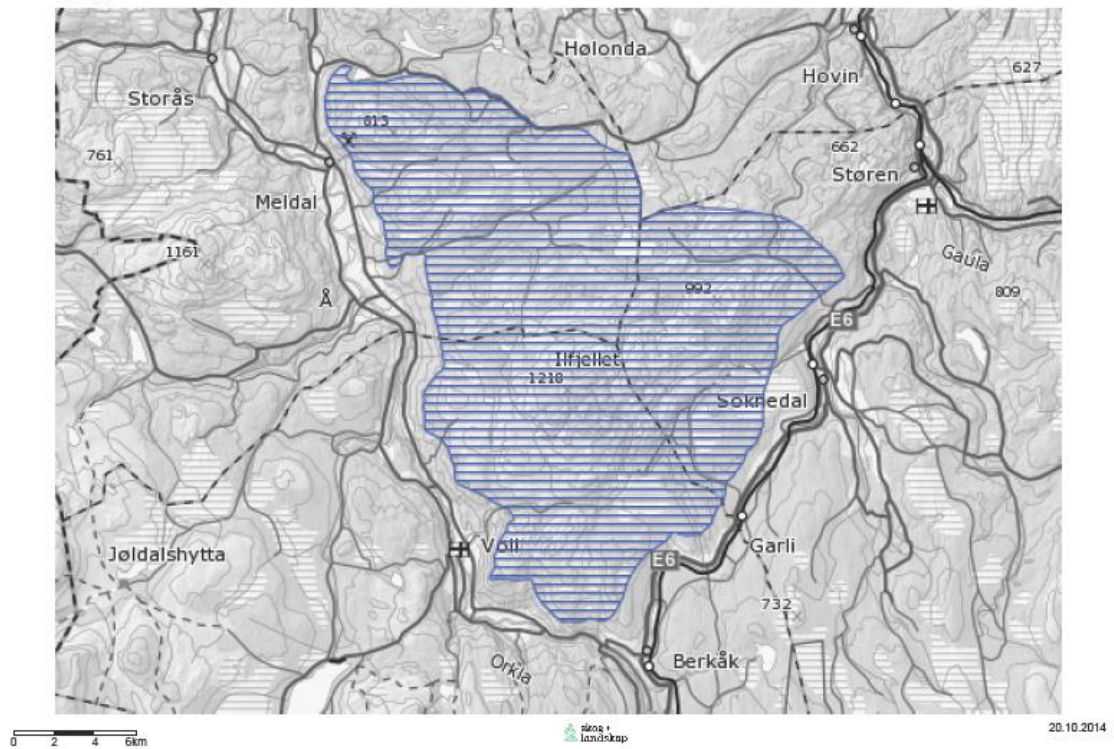 Hølonda
Hovin
627
Storås
813
761
662
Støren
Meldal
1161
Gaula
992
809
Å
E6
Ilfjellet
1218
Soknedal
Voll
Jøldalshytta
E6
Garli
732
Orkla
Berkåk
0 2 4 6km
skog +
landskap
20.10.2014